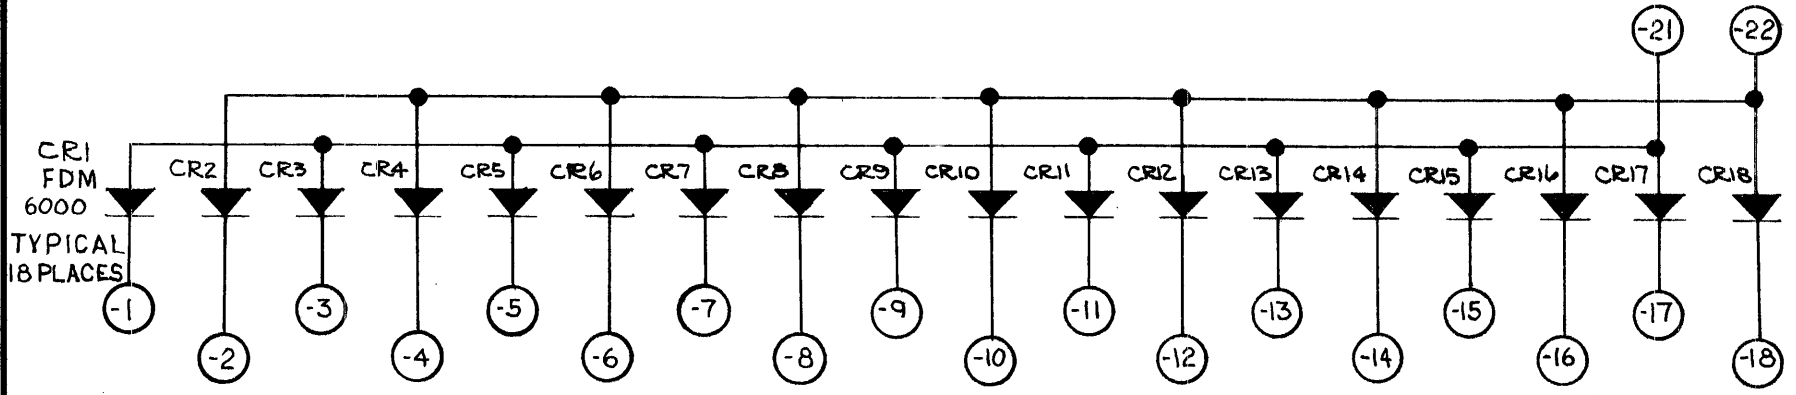 -21 -22
CR1
FDM
6000
TYPICAL
18 PLACES
CR2 CR3 CR4 CR5 CR6 CR7 CR8 CR9 CR10 CR11 CR12 CR13 CR14 CR15 CR16 CR17 CR18
-1 -3 -5 -7 -9 -11 -13 -15 -17
-2 -4 -6 -8 -10 -12 -14 -16 -18